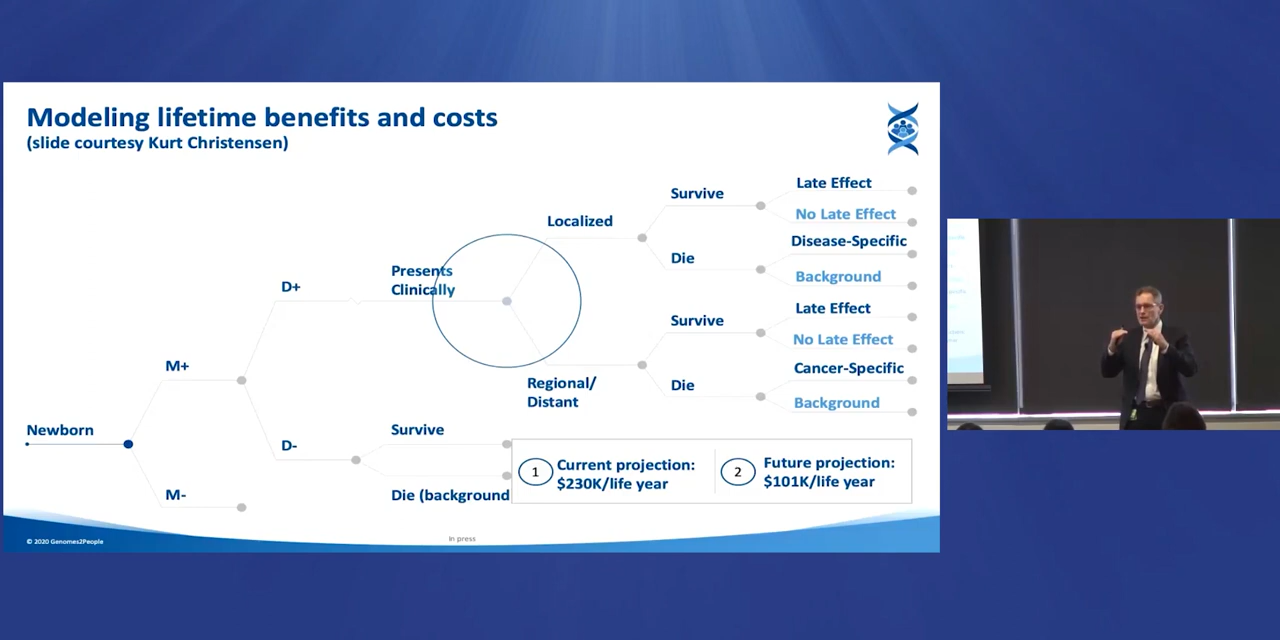 Modeling lifetime benefits and costs
(slide courtesy Kurt Christensen)
Newborn
M+
M-
D+
D-
Presents
Clinically
Survive
Die (background
Localized
Regional/
Distant
Survive
Die
Survive
Die
Late Effect
No Late Effect
Disease-Specific
Background
Late Effect
No Late Effect
Cancer-Specific
Background
1
Current projection:
$230K/life year
2
Future projection:
$101K/life year
© 2020 Genomes2People
In press